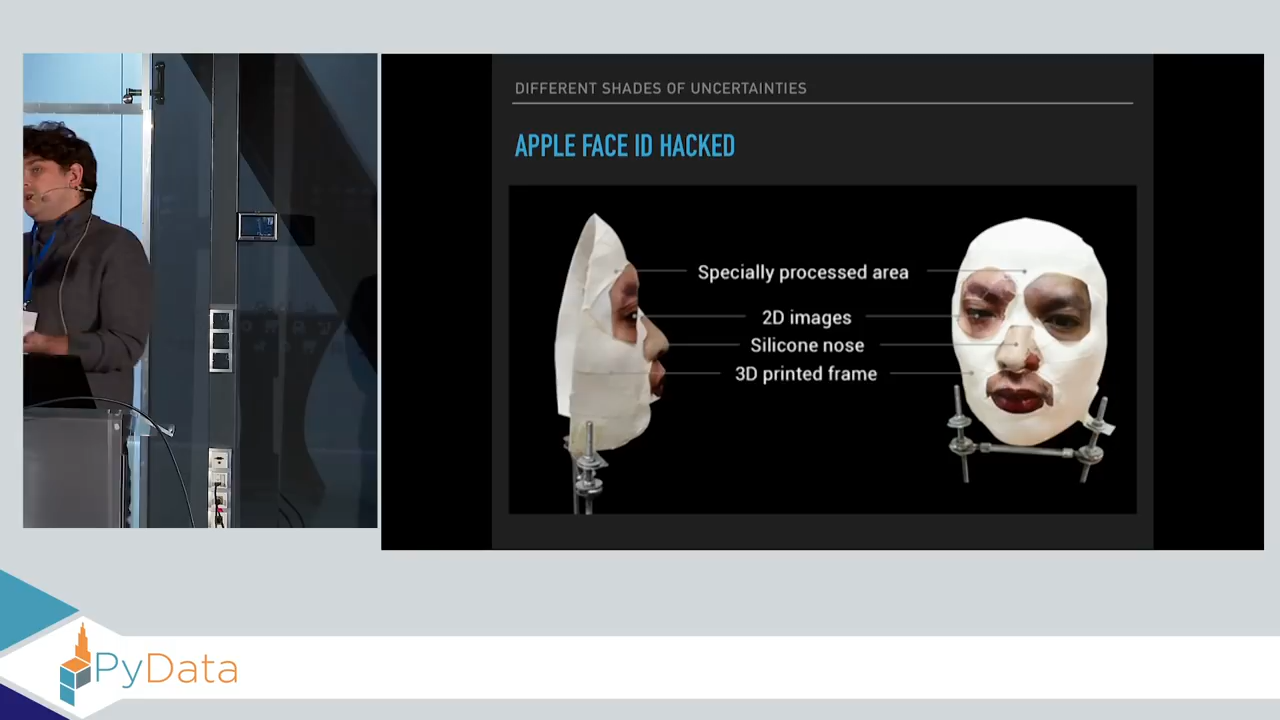 DIFFERENT SHADES OF UNCERTAINTIES
APPLE FACE ID HACKED
Specially processed area
2D images
Silicone nose
3D printed frame
PyData